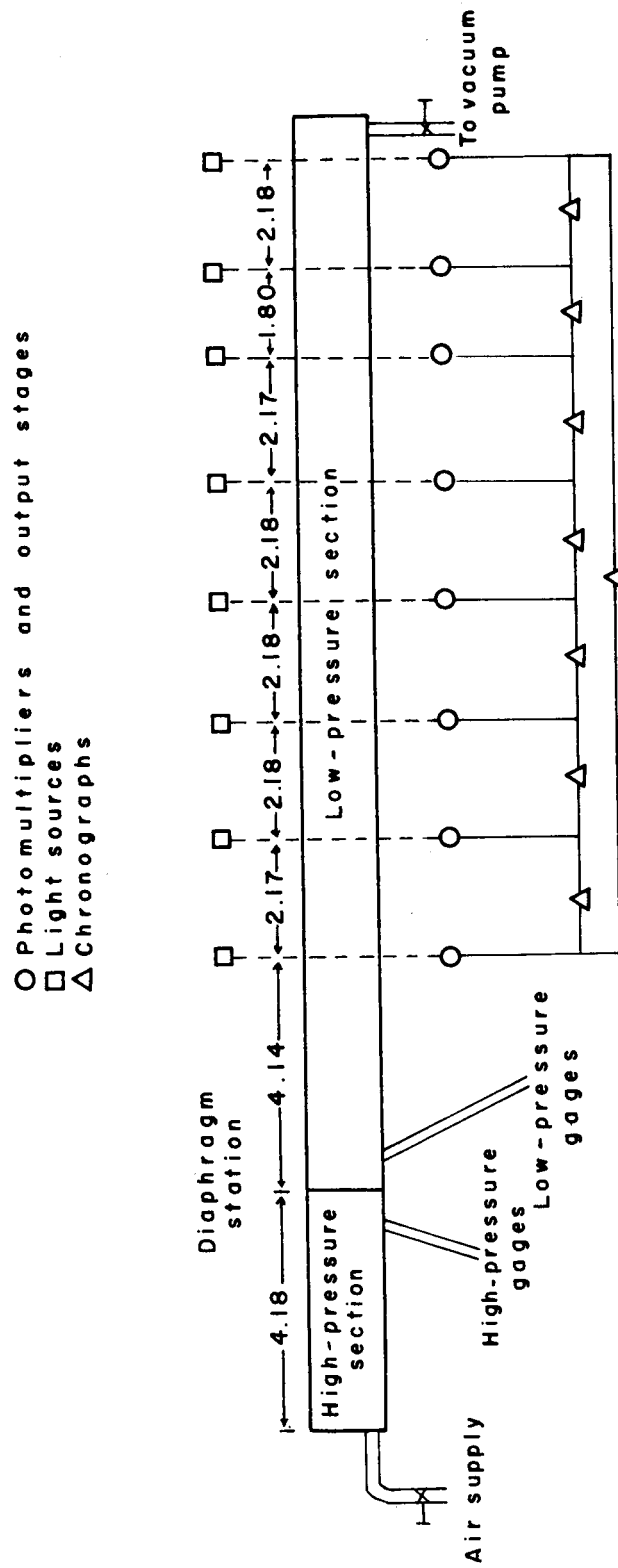 Photomultipliers and output stages
Light sources
Chronographs
Diaphragm
station
4.18
4.14
2.17
2.18
2.18
2.18
2.17
1.80
2.18
High-pressure
section
Low-pressure section
Air supply
High-pressure
gages
Low-pressure
gages
To vacuum
pump